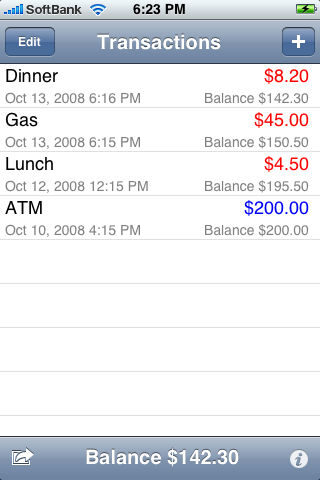 SoftBank 6:23 PM
Edit Transactions +
Dinner $8.20
Oct 13, 2008 6:16 PM Balance $142.30
Gas $45.00
Oct 13, 2008 6:15 PM Balance $150.50
Lunch $4.50
Oct 12, 2008 12:15 PM Balance $195.50
ATM $200.00
Oct 10, 2008 4:15 PM Balance $200.00
Balance $142.30